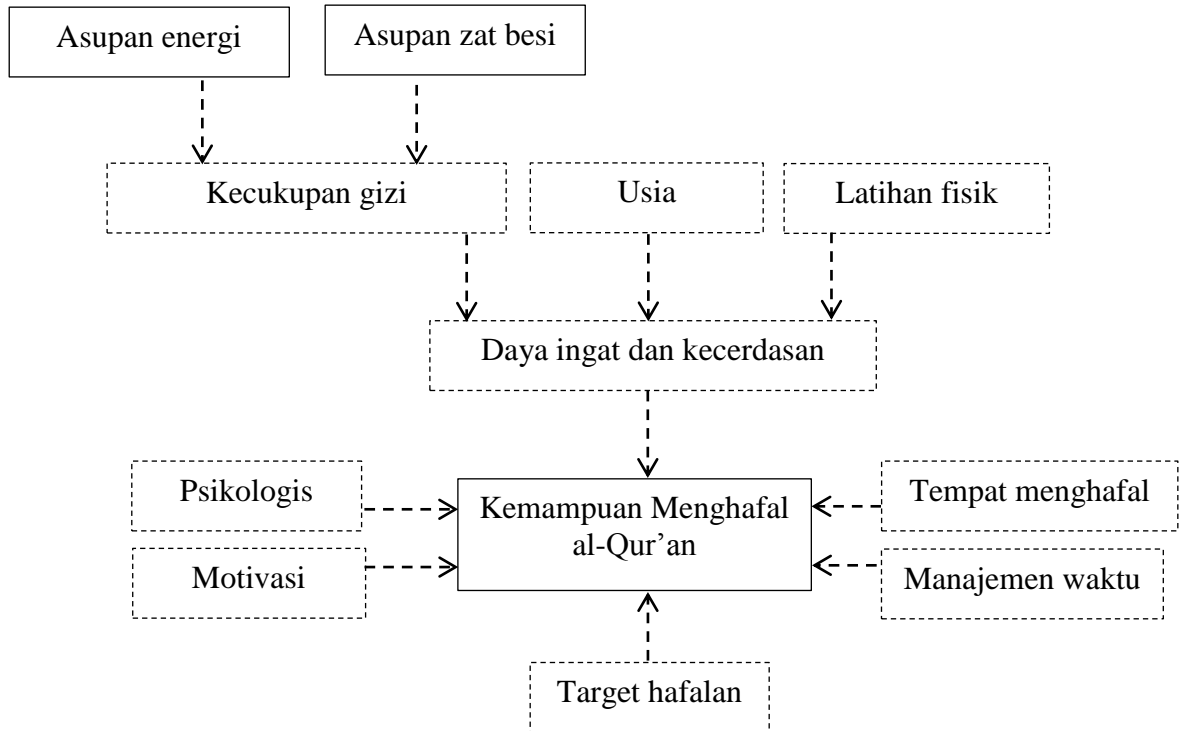 Asupan energi
Asupan zat besi
Kecukupan gizi
Usia
Latihan fisik
Daya ingat dan kecerdasan
Psikologis
Kemampuan Menghafal
al-Qur’an
Tempat menghafal
Motivasi
Manajemen waktu
Target hafalan